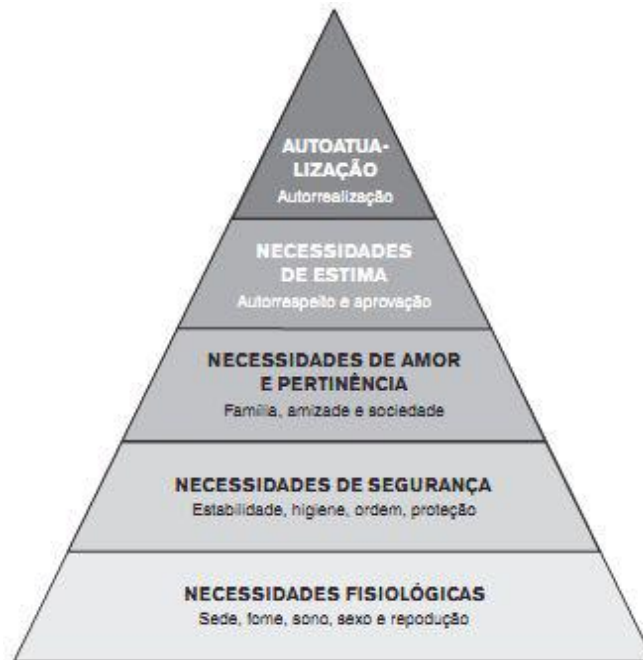 AUTOATUA-
LIZAÇÃO
Autorrealização
NECESSIDADES
DE ESTIMA
Autorrespeito e aprovação
NECESSIDADES DE AMOR
E PERTINÊNCIA
Família, amizade e sociedade
NECESSIDADES DE SEGURANÇA
Estabilidade, higiene, ordem, proteção
NECESSIDADES FISIOLÓGICAS
Sede, fome, sono, sexo e repodução